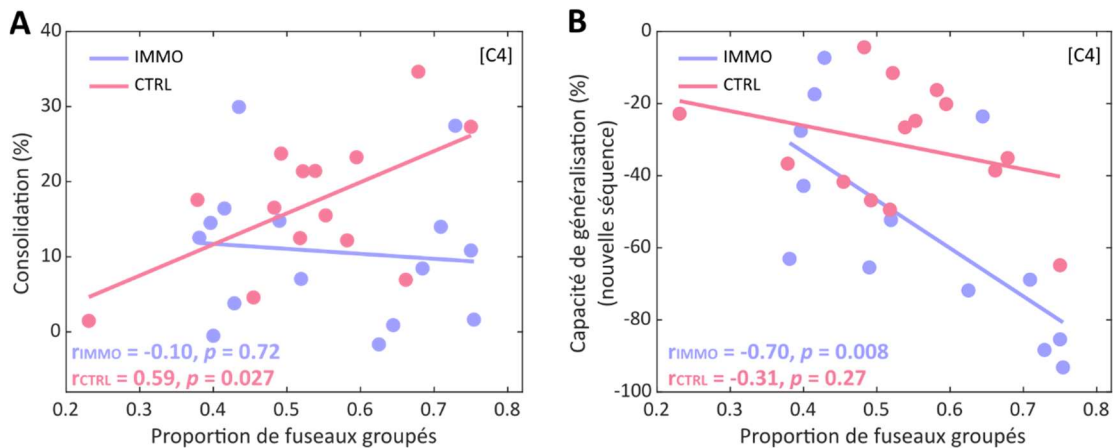 A
Consolidation (%)
40
30
20
10
0
IMMO
CTRL
[C4]
rIMMO = -0.10, p = 0.72
rCTRL = 0.59, p = 0.027
0.2 0.3 0.4 0.5 0.6 0.7 0.8
Proportion de fuseaux groupés
B
Capacité de généralisation (%)
(nouvelle séquence)
0
-20
-40
-60
-80
-100
IMMO
CTRL
[C4]
rIMMO = -0.70, p = 0.008
rCTRL = -0.31, p = 0.27
0.2 0.3 0.4 0.5 0.6 0.7 0.8
Proportion de fuseaux groupés